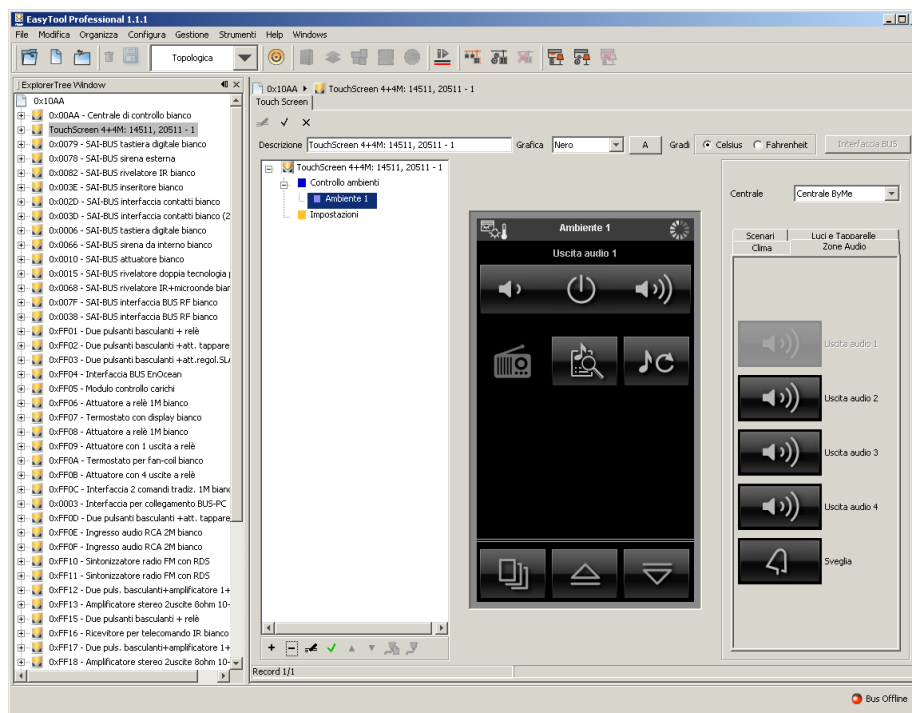 EasyTool Professional 1.1.1
File Modifica Organizza Configura Gestione Strumenti Help Windows
Topologica
ExplorerTree Window
0x10AA
0x00AA - Centrale di controllo bianco
TouchScreen 4+4M: 14511, 20511 - 1
0x0079 - SAI-BUS tastiera digitale bianco
0x0078 - SAI-BUS sirena esterna
0x0082 - SAI-BUS rivelatore IR bianco
0x003E - SAI-BUS inseritore bianco
0x002D - SAI-BUS interfaccia contatti bianco
0x003D - SAI-BUS interfaccia contatti bianco (2
0x0006 - SAI-BUS tastiera digitale bianco
0x0066 - SAI-BUS sirena da interno bianco
0x0010 - SAI-BUS attuatore bianco
0x0015 - SAI-BUS rivelatore doppia tecnologia
0x0068 - SAI-BUS rivelatore IR+microonde biar
0x007F - SAI-BUS interfaccia BUS RF bianco
0x0038 - SAI-BUS interfaccia BUS RF bianco
0xFF01 - Due pulsanti basculanti + relè
0xFF02 - Due pulsanti basculanti +att. tappare
0xFF03 - Due pulsanti basculanti +att.regol.SL
0xFF04 - Interfaccia BUS EnOcean
0xFF05 - Modulo controllo carichi
0xFF06 - Attuatore a relè 1M bianco
0xFF07 - Termostato con display bianco
0xFF08 - Attuatore a relè 1M bianco
0xFF09 - Attuatore con 1 uscita a relè
0xFF0A - Termostato per fan-coil bianco
0xFF0B - Attuatore con 4 uscite a relè
0xFF0C - Interfaccia 2 comandi tradiz. 1M bian
0x0003 - Interfaccia per collegamento BUS-PC
0xFF0D - Due pulsanti basculanti +att. tappare
0xFF0E - Ingresso audio RCA 2M bianco
0xFF0F - Ingresso audio RCA 2M bianco
0xFF10 - Sintonizzatore radio FM con RDS
0xFF11 - Sintonizzatore radio FM con RDS
0xFF12 - Due puls. basculanti+amplificatore 1+
0xFF13 - Amplificatore stereo 2uscite 8ohm 10-
0xFF15 - Due pulsanti basculanti + relè
0xFF16 - Ricevitore per telecomando IR bianco
0xFF17 - Due puls. basculanti+amplificatore 1+
0xFF18 - Amplificatore stereo 2uscite 8ohm 10-
0x10AA TouchScreen 4+4M: 14511, 20511 - 1
Touch Screen
Descrizione TouchScreen 4+4M: 14511, 20511 - 1 Grafica Nero A Gradi Celsius Fahrenheit Interfaccia BUS
TouchScreen 4+4M: 14511, 20511 - 1
Controllo ambienti
Ambiente 1
Impostazioni
Ambiente 1
Uscita audio 1
Centrale Centrale ByMe
Scenari Luci e Tapparelle
Clima Zone Audio
Uscita audio 1
Uscita audio 2
Uscita audio 3
Uscita audio 4
Sveglia
Record 1/1
Bus Offline